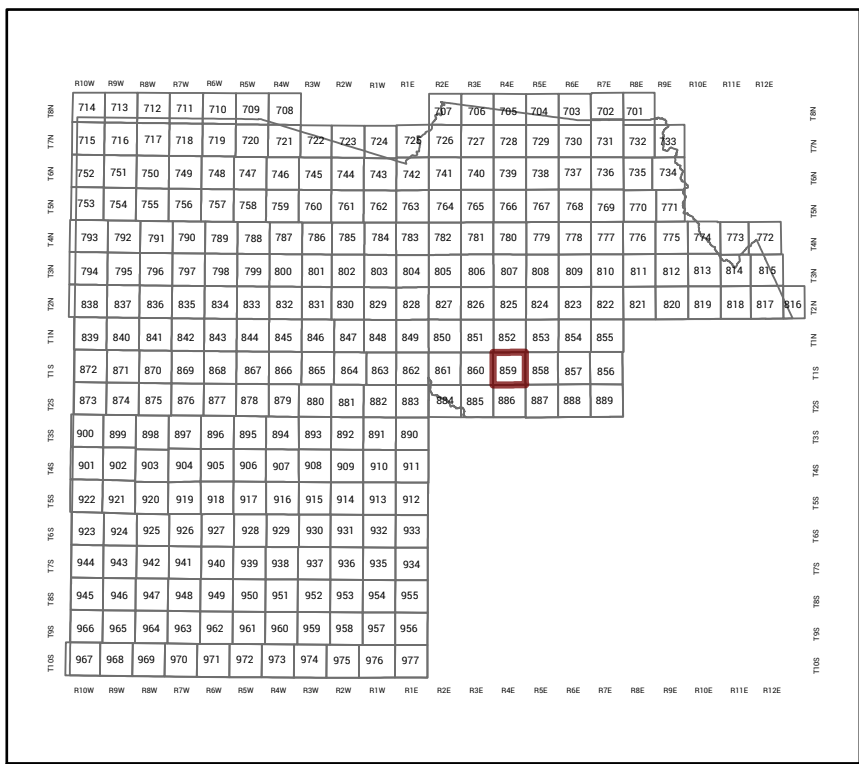 R10W R9W R8W R7W R6W R5W R4W R3W R2W R1W R1E R2E R3E R4E R5E R6E R7E R8E R9E R10E R11E R12E
T8N 714 713 712 711 710 709 708 707 706 705 704 703 702 701 T8N
T7N 715 716 717 718 719 720 721 722 723 724 725 726 727 728 729 730 731 732 733 T7N
T6N 752 751 750 749 748 747 746 745 744 743 742 741 740 739 738 737 736 735 734 T6N
T5N 753 754 755 756 757 758 759 760 761 762 763 764 765 766 767 768 769 770 771 T5N
T4N 793 792 791 790 789 788 787 786 785 784 783 782 781 780 779 778 777 776 775 774 773 772 T4N
T3N 794 795 796 797 798 799 800 801 802 803 804 805 806 807 808 809 810 811 812 813 814 815 T3N
T2N 838 837 836 835 834 833 832 831 830 829 828 827 826 825 824 823 822 821 820 819 818 817 816 T2N
T1N 839 840 841 842 843 844 845 846 847 848 849 850 851 852 853 854 855 T1N
T1S 872 871 870 869 868 867 866 865 864 863 862 861 860 859 858 857 856 T1S
T2S 873 874 875 876 877 878 879 880 881 882 883 884 885 886 887 888 889 T2S
T3S 900 899 898 897 896 895 894 893 892 891 890 T3S
T4S 901 902 903 904 905 906 907 908 909 910 911 T4S
T5S 922 921 920 919 918 917 916 915 914 913 912 T5S
T6S 923 924 925 926 927 928 929 930 931 932 933 T6S
T7S 944 943 942 941 940 939 938 937 936 935 934 T7S
T8S 945 946 947 948 949 950 951 952 953 954 955 T8S
T9S 966 965 964 963 962 961 960 959 958 957 956 T9S
T10S 967 968 969 970 971 972 973 974 975 976 977 T10S
R10W R9W R8W R7W R6W R5W R4W R3W R2W R1W R1E R2E R3E R4E R5E R6E R7E R8E R9E R10E R11E R12E